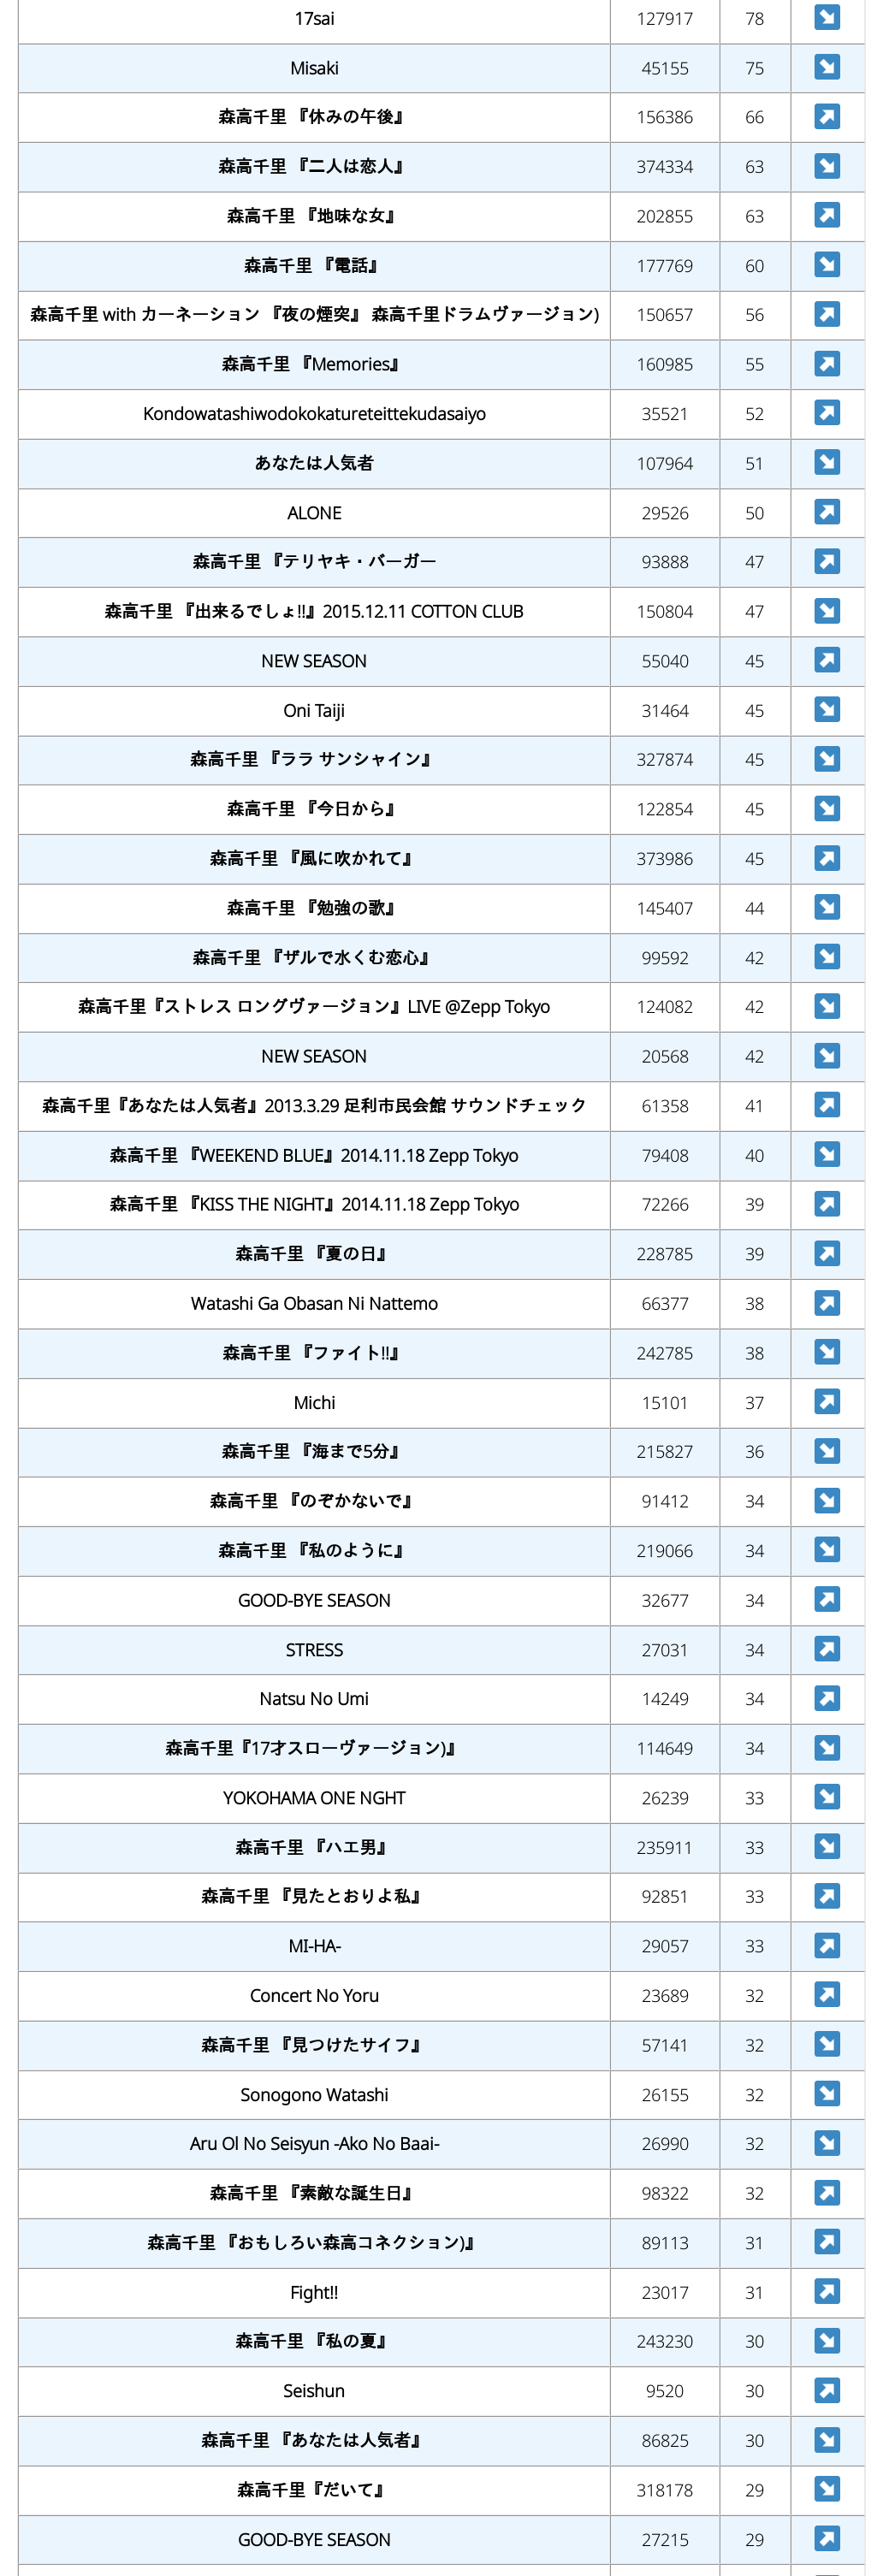 17sai 127917 78
Misaki 45155 75
森高千里 『休みの午後』 156386 66
森高千里 『二人は恋人』 374334 63
森高千里 『地味な女』 202855 63
森高千里 『電話』 177769 60
森高千里 with カーネーション 『夜の煙突』 森高千里ドラムヴァージョン) 150657 56
森高千里 『Memories』 160985 55
Kondowatashiwodokokatureteittekudasaiyo 35521 52
あなたは人気者 107964 51
ALONE 29526 50
森高千里 『テリヤキ・バーガー 93888 47
森高千里 『出来るでしょ!!』2015.12.11 COTTON CLUB 150804 47
NEW SEASON 55040 45
Oni Taiji 31464 45
森高千里 『ララ サンシャイン』 327874 45
森高千里 『今日から』 122854 45
森高千里 『風に吹かれて』 373986 45
森高千里 『勉強の歌』 145407 44
森高千里 『ザルで水くむ恋心』 99592 42
森高千里『ストレス ロングヴァージョン』LIVE @Zepp Tokyo 124082 42
NEW SEASON 20568 42
森高千里『あなたは人気者』2013.3.29 足利市民会館 サウンドチェック 61358 41
森高千里 『WEEKEND BLUE』2014.11.18 Zepp Tokyo 79408 40
森高千里 『KISS THE NIGHT』2014.11.18 Zepp Tokyo 72266 39
森高千里 『夏の日』 228785 39
Watashi Ga Obasan Ni Nattemo 66377 38
森高千里 『ファイト!!』 242785 38
Michi 15101 37
森高千里 『海まで5分』 215827 36
森高千里 『のぞかないで』 91412 34
森高千里 『私のように』 219066 34
GOOD-BYE SEASON 32677 34
STRESS 27031 34
Natsu No Umi 14249 34
森高千里『17才スローヴァージョン)』 114649 34
YOKOHAMA ONE NGHT 26239 33
森高千里 『ハエ男』 235911 33
森高千里 『見たとおりよ私』 92851 33
MI-HA- 29057 33
Concert No Yoru 23689 32
森高千里 『見つけたサイフ』 57141 32
Sonogono Watashi 26155 32
Aru Ol No Seisyun -Ako No Baai- 26990 32
森高千里 『素敵な誕生日』 98322 32
森高千里 『おもしろい森高コネクション)』 89113 31
Fight!! 23017 31
森高千里 『私の夏』 243230 30
Seishun 9520 30
森高千里 『あなたは人気者』 86825 30
森高千里『だいて』 318178 29
GOOD-BYE SEASON 27215 29